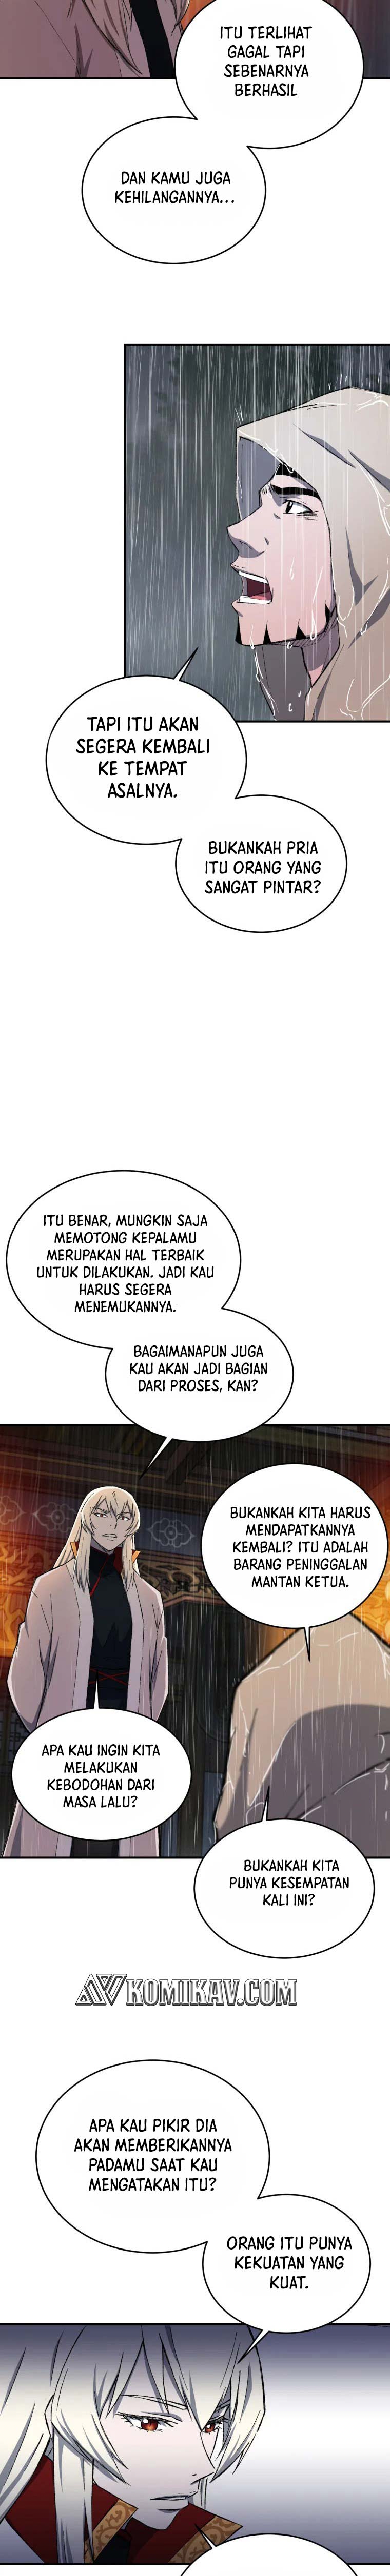 ITU TERLIHAT
GAGAL TAPI
SEBENARNYA
BERHASIL
DAN KAMU JUGA
KEHILANGANNYA...
TAPI ITU AKAN
SEGERA KEMBALI
KE TEMPAT
ASALNYA.
BUKANKAH PRIA
ITU ORANG YANG
SANGAT PINTAR?
ITU BENAR, MUNGKIN SAJA
MEMOTONG KEPALAMU
MERUPAKAN HAL TERBAIK
UNTUK DILAKUKAN. JADI KAU
HARUS SEGERA
MENEMUKANNYA.
BAGAIMANAPUN JUGA
KAU AKAN JADI BAGIAN
DARI PROSES, KAN?
BUKANKAH KITA HARUS
MENDAPATKANNYA
KEMBALI? ITU ADALAH
BARANG PENINGGALAN
MANTAN KETUA.
APA KAU INGIN KITA
MELAKUKAN
KEBODOHAN DARI
MASA LALU?
BUKANKAH KITA
PUNYA KESEMPATAN
KALI INI?
KOMIKAV.COM
APA KAU PIKIR DIA
AKAN MEMBERIKANNYA
PADAMU SAAT KAU
MENGATAKAN ITU?
ORANG ITU PUNYA
KEKUATAN YANG
KUAT.